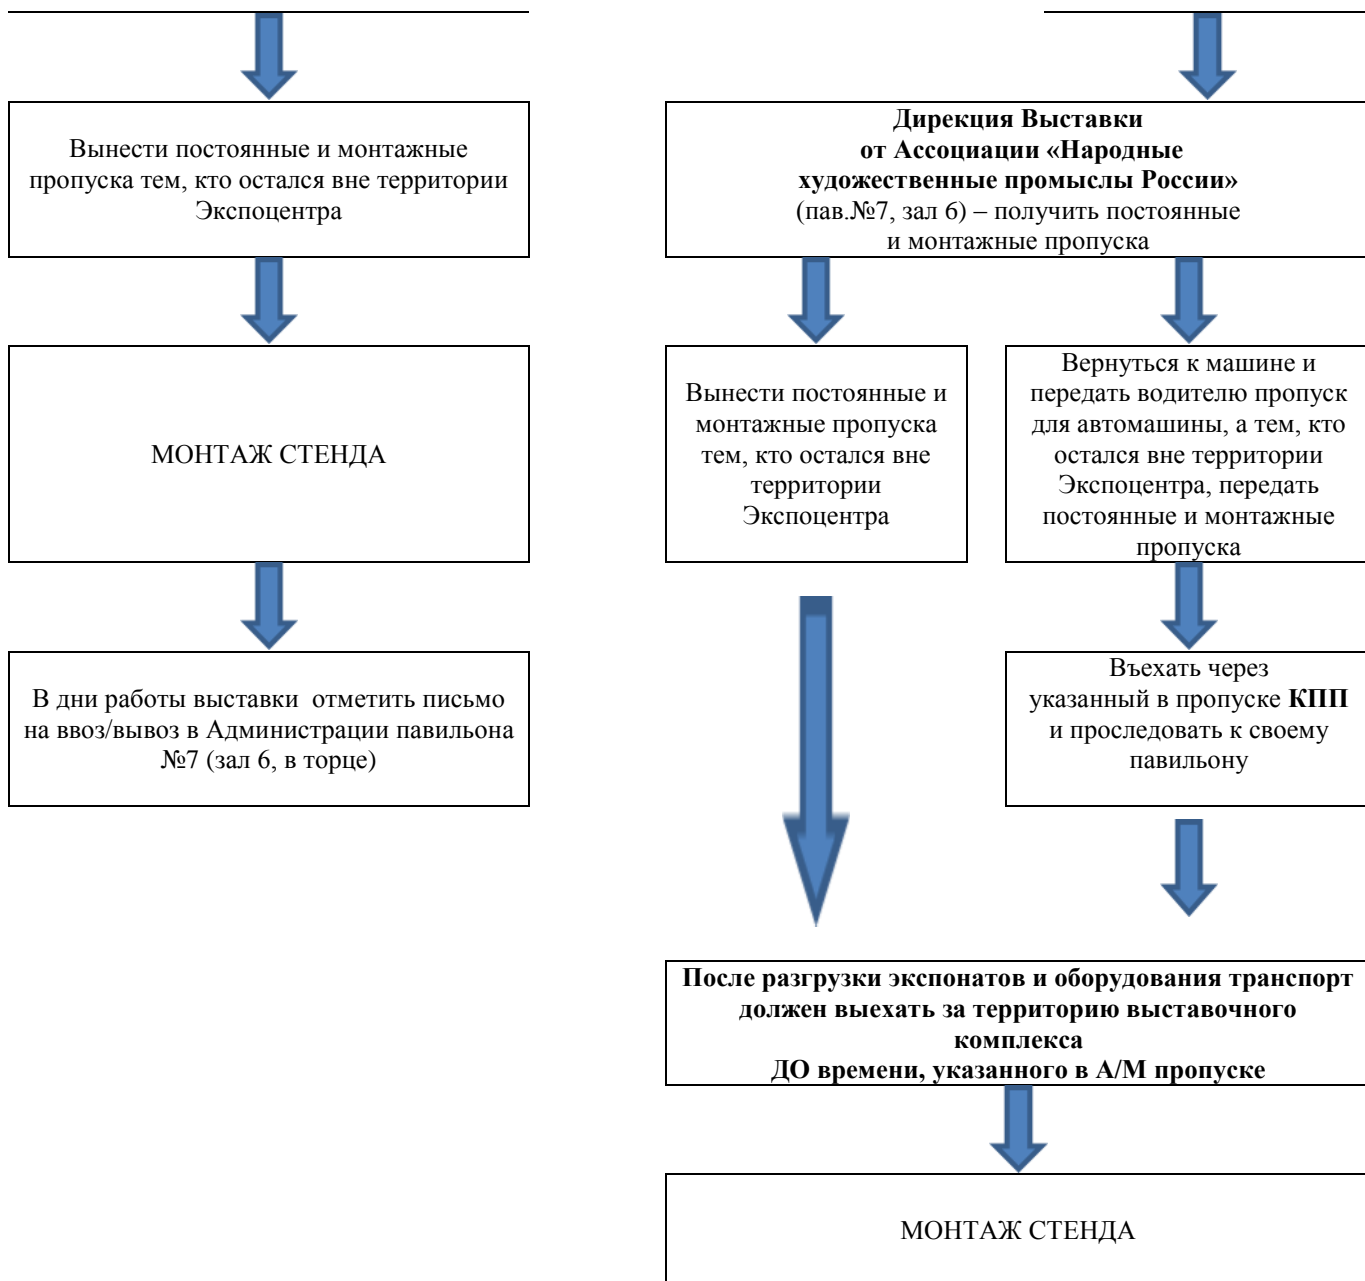 Вынести постоянные и монтажные
пропуска тем, кто остался вне территории
Экспоцентра
Дирекция Выставки
от Ассоциации «Народные
художественные промыслы России»
(пав.№7, зал 6) – получить постоянные
и монтажные пропуска
МОНТАЖ СТЕНДА
Вынести постоянные и
монтажные пропуска
тем, кто остался вне
территории
Экспоцентра
Вернуться к машине и
передать водителю пропуск
для автомашины, а тем, кто
остался вне территории
Экспоцентра, передать
постоянные и монтажные
пропуска
В дни работы выставки  отметить письмо
на ввоз/вывоз в Администрации павильона
№7 (зал 6, в торце)
Въехать через
указанный в пропуске КПП
и проследовать к своему
павильону
После разгрузки экспонатов и оборудования транспорт
должен выехать за территорию выставочного
комплекса
ДО времени, указанного в А/М пропуске
МОНТАЖ СТЕНДА